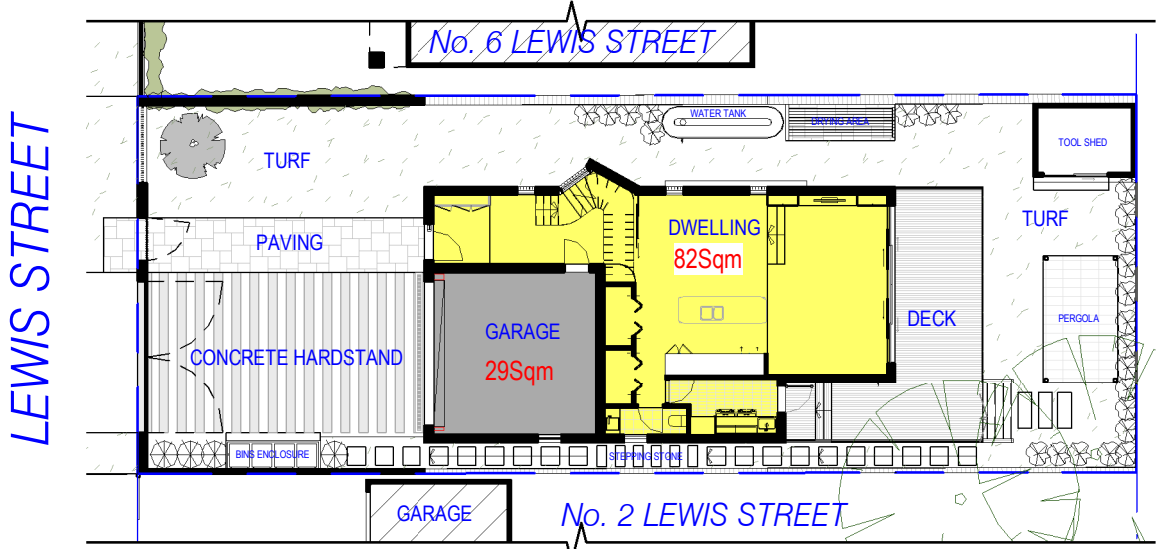 No. 6 LEWIS STREET
LEWIS STREET
WATER TANK
DRYING AREA
TOOL SHED
TURF
TURF
DWELLING
82Sqm
PAVING
DECK
PERGOLA
GARAGE
29Sqm
CONCRETE HARDSTAND
BINS ENCLOSURE
STEPPING STONE
GARAGE
No. 2 LEWIS STREET